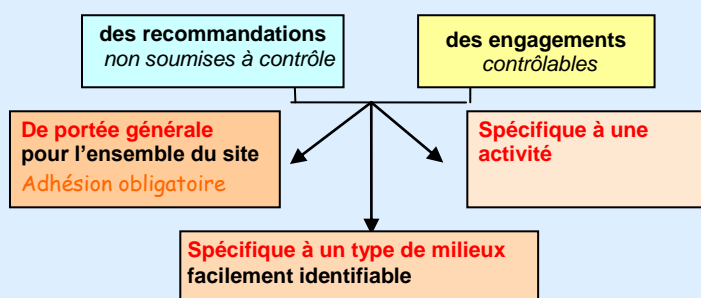 des recommandations
non soumises à contrôle
des engagements
contrôlables
De portée générale
pour l'ensemble du site
Adhésion obligatoire
Spécifique à une
activité
Spécifique à un type de milieux
facilement identifiable